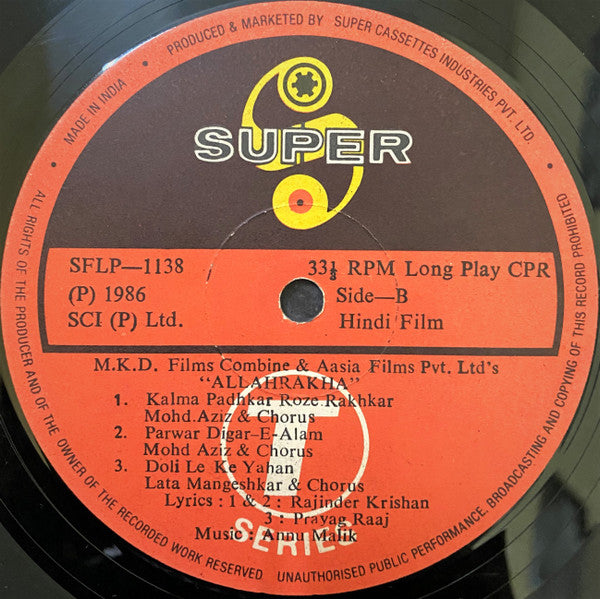 • PRODUCED & MARKETED BY SUPER CASSETTES INDUSTRIES PVT. LTD. •
• MADE IN INDIA •
SUPER
SFLP—1138
33⅓ RPM Long Play CPR
(P) 1986
Side—B
SCI (P) Ltd.
Hindi Film
M.K.D. Films Combine & Aasia Films Pvt. Ltd's
"ALLAHRAKHA"
1. Kalma Padhkar Roze Rakhkar
Mohd.Aziz & Chorus
2. Parwar Digar-E-Alam
Mohd Aziz & Chorus
3. Doli Le Ke Yahan
Lata Mangeshkar & Chorus
Lyrics : 1 & 2 : Rajinder Krishan
3 : Prayag Raaj
Music : Annu Malik
T
SERIES
ALL RIGHTS OF THE PRODUCER AND OF THE OWNER OF THE RECORDED WORK RESERVED UNAUTHORISED PUBLIC PERFORMANCE, BROADCASTING AND COPYING OF THIS RECORD PROHIBITED